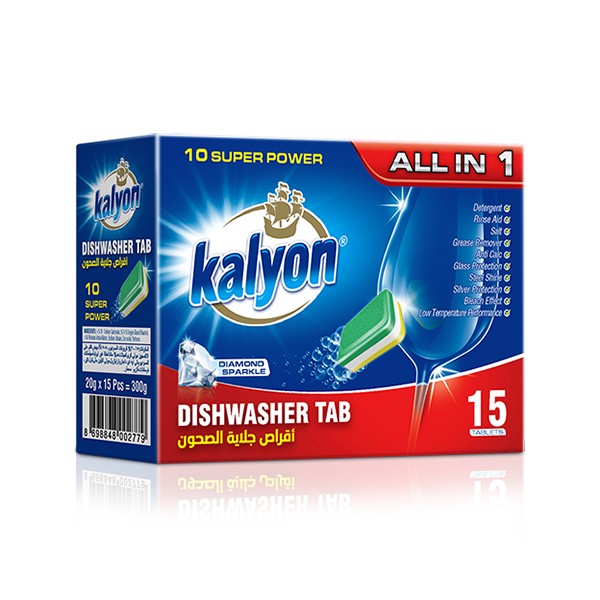 kalyon
DISHWASHER TAB
أقراص جلاية الصحون
10
SUPER
POWER
20g x 15 Pcs = 300g
8 698848 002779
10 SUPER POWER
ALL IN 1
kalyon®
Detergent
Rinse Aid
Salt
Grease Remover
Anti Calc
Glass Protection
Steel Shine
Silver Protection
Bleach Effect
Low Temperature Performance
DIAMOND
SPARKLE
DISHWASHER TAB
أقراص جلاية الصحون
15
TABLETS